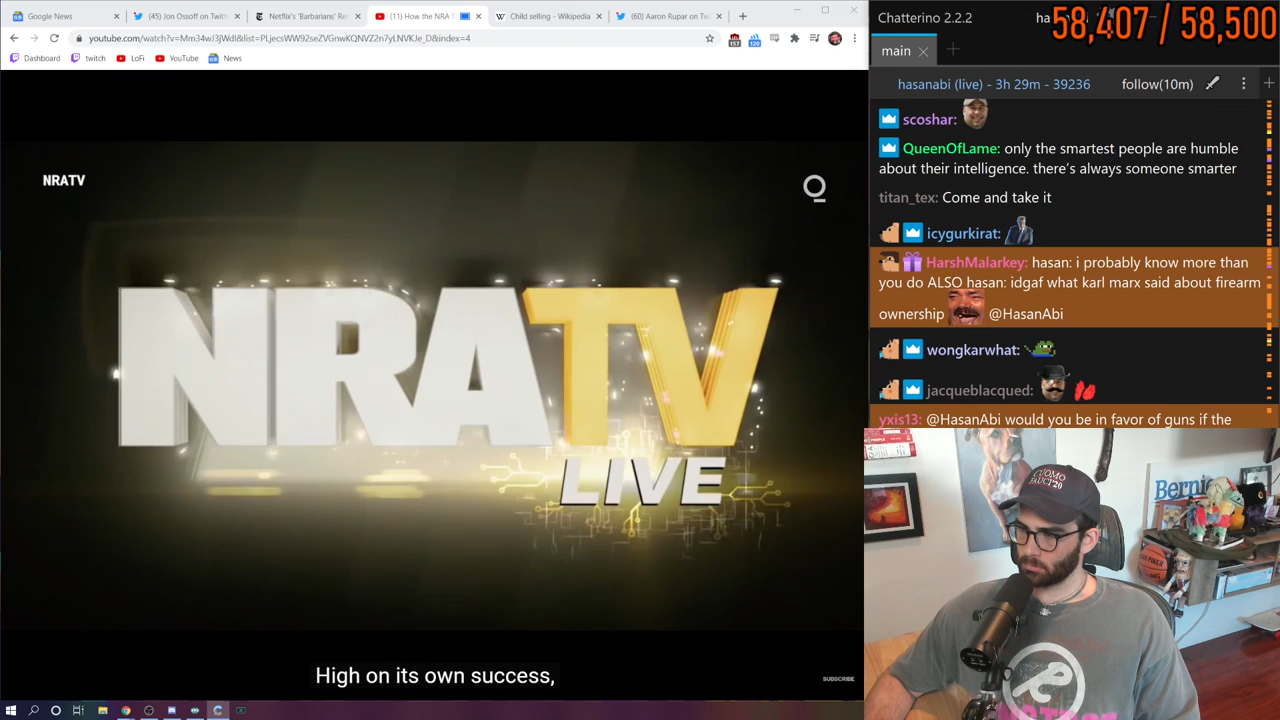 Google News
(45) Jon Ossoff on Twitt
Netflix's 'Barbarians' Re
(11) How the NRA S
Child selling - Wikipedia
(60) Aaron Rupar on Tw
youtube.com/watch?v=Mm34wJ3jWdI&list=PLjecsWW92seZVGrwKQNVZ2n7yLNVKJe_D&index=4
157
120
Dashboard
twitch
LoFi
YouTube
News
NRATV
NRATV
LIVE
High on its own success,
SUBSCRIBE
Chatterino 2.2.2
ha
58,407 / 58,500
main
hasanabi (live) - 3h 29m - 39236
follow(10m)
scoshar:
QueenOfLame: only the smartest people are humble
about their intelligence. there's always someone smarter
titan_tex: Come and take it
icygurkirat:
HarshMalarkey: hasan: i probably know more than
you do ALSO hasan: idgaf what karl marx said about firearm
ownership @HasanAbi
wongkarwhat:
jacqueblacqued:
yxis13: @HasanAbi would you be in favor of guns if the
CUOMO
FAUCI '20
Bernie